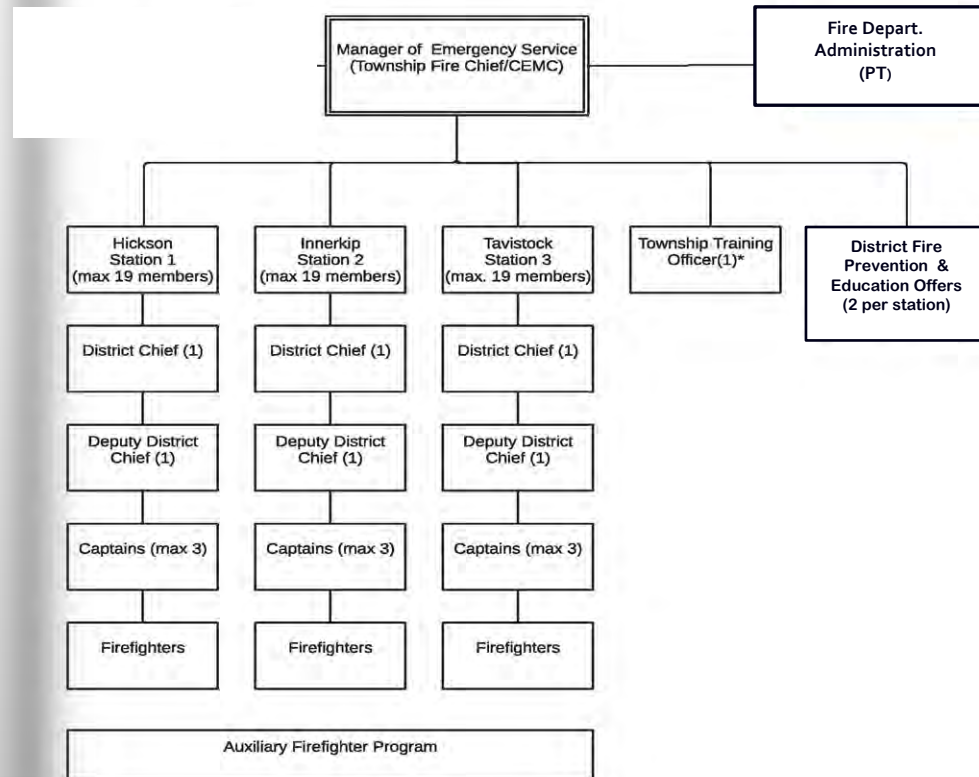 Manager of Emergency Service
(Township Fire Chief/CEMC)
Fire Depart.
Administration
(PT)
Hickson
Station 1
(max 19 members)
Innerkip
Station 2
(max 19 members)
Tavistock
Station 3
(max. 19 members)
Township Training
Officer(1)*
District Fire
Prevention &
Education Offers
(2 per station)
District Chief (1)
District Chief (1)
District Chief (1)
Deputy District
Chief (1)
Deputy District
Chief (1)
Deputy District
Chief (1)
Captains (max 3)
Captains (max 3)
Captains (max 3)
Firefighters
Firefighters
Firefighters
Auxiliary Firefighter Program